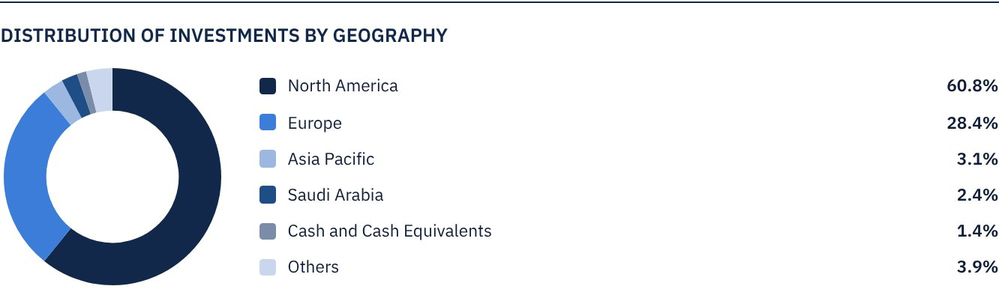 DISTRIBUTION OF INVESTMENTS BY GEOGRAPHY
North America 60.8%
Europe 28.4%
Asia Pacific 3.1%
Saudi Arabia 2.4%
Cash and Cash Equivalents 1.4%
Others 3.9%